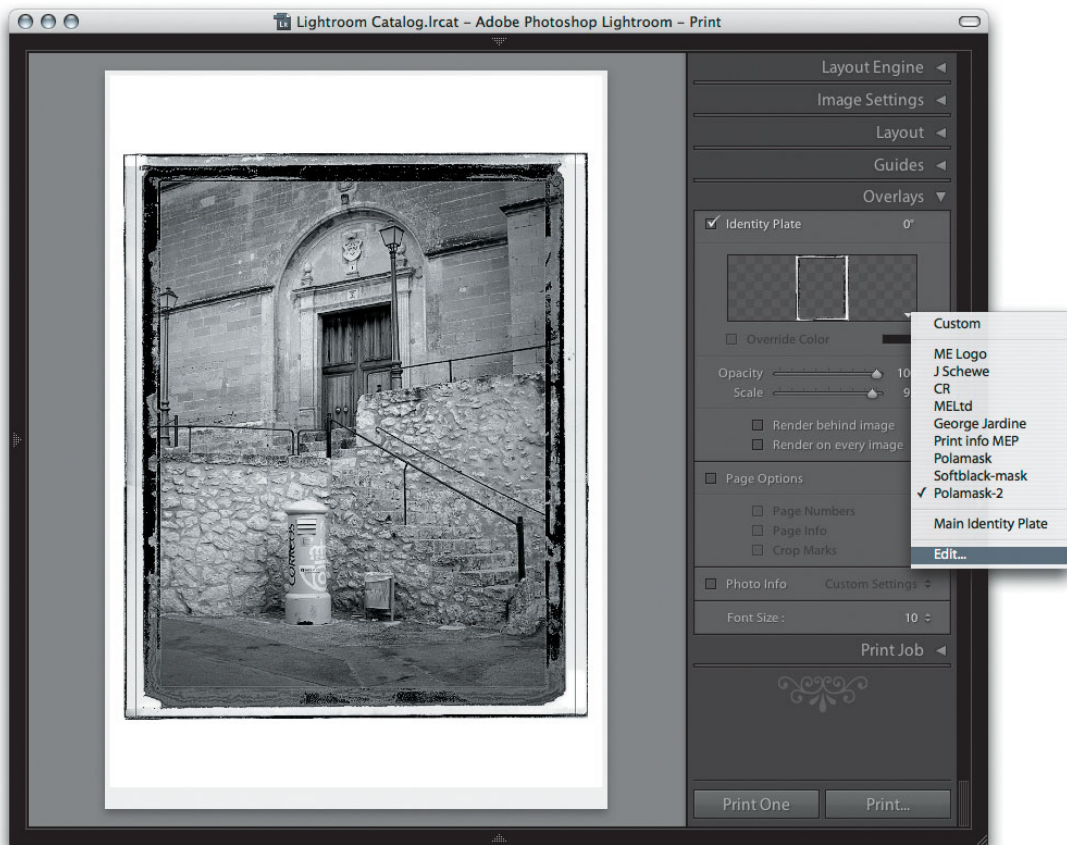 Lightroom Catalog.lrcat – Adobe Photoshop Lightroom – Print
Layout Engine
Image Settings
Layout
Guides
Overlays
Identity Plate 0°
Override Color
Opacity
Scale
Render behind image
Render on every image
Page Options
Page Numbers
Page Info
Crop Marks
Photo Info Custom Settings
Font Size : 10
Print Job
Print One Print...
Custom
ME Logo
J Schewe
CR
MELtd
George Jardine
Print info MEP
Polamask
Softblack-mask
Polamask-2
Main Identity Plate
Edit...
CORREOS